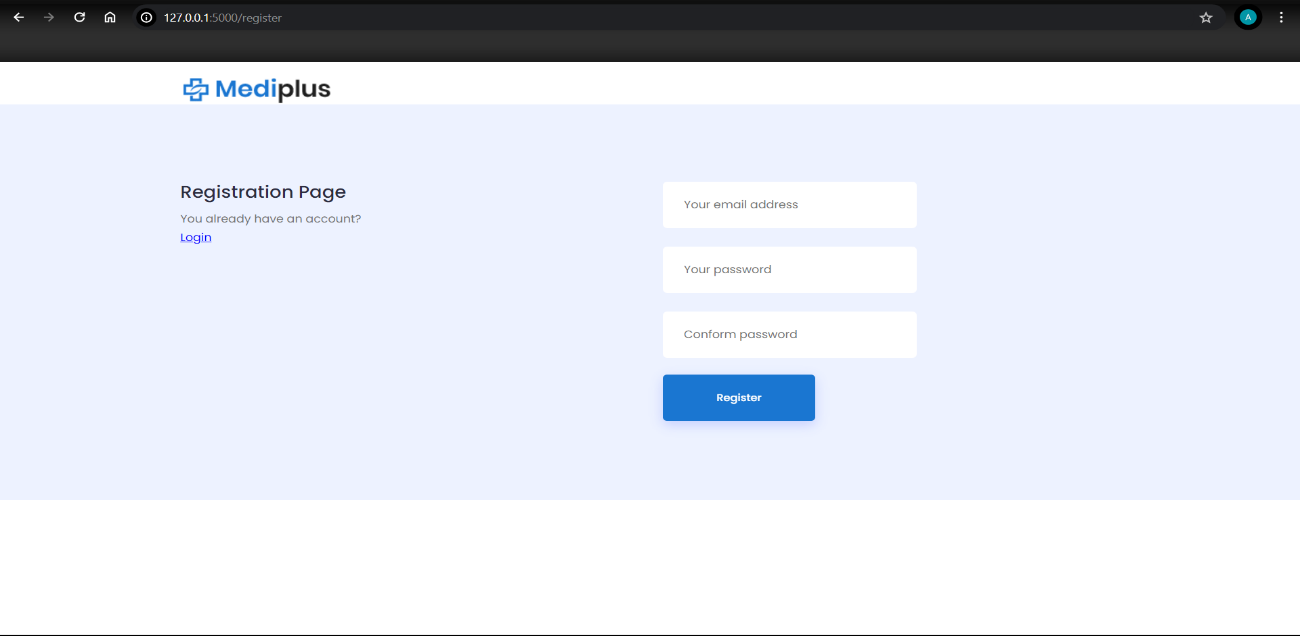 127.0.0.1:5000/register
A
Mediplus
Registration Page
You already have an account?
Login
Your email address
Your password
Conform password
Register